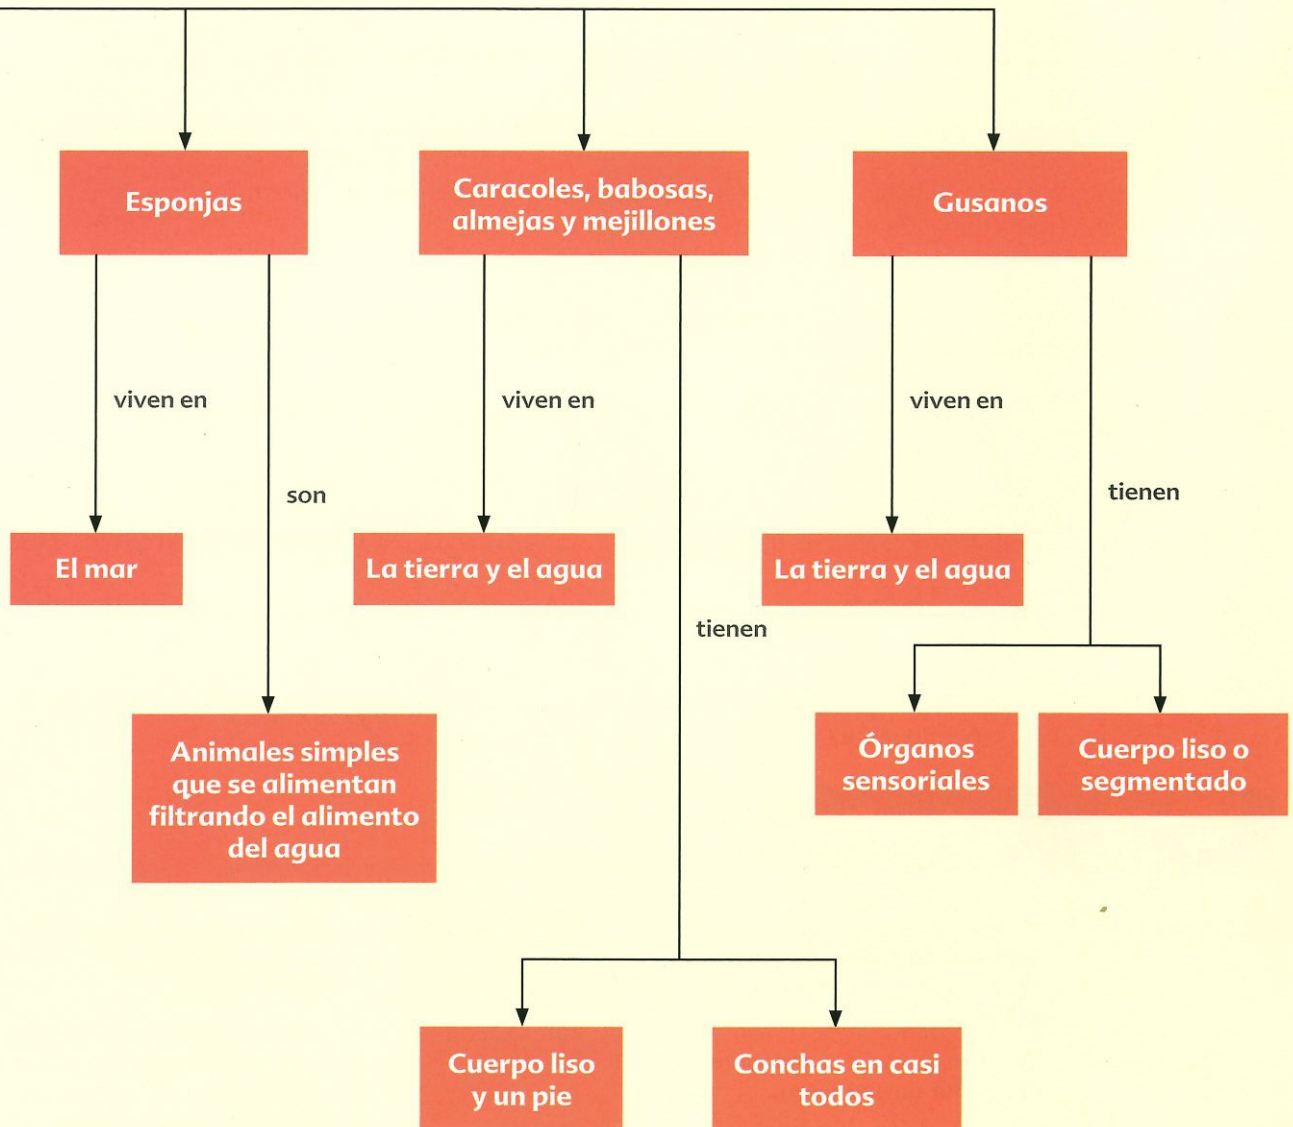 Esponjas
Caracoles, babosas,
almejas y mejillones
Gusanos
viven en
viven en
viven en
son
tienen
El mar
La tierra y el agua
La tierra y el agua
tienen
Animales simples
que se alimentan
filtrando el alimento
del agua
Órganos
sensoriales
Cuerpo liso o
segmentado
Cuerpo liso
y un pie
Conchas en casi
todos